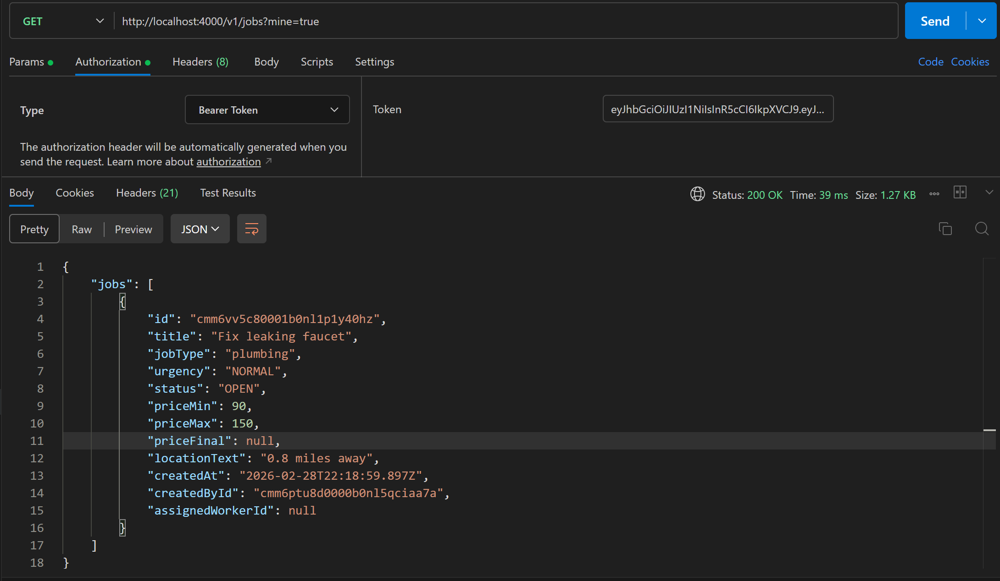 GET http://localhost:4000/v1/jobs?mine=true Send
Params Authorization Headers (8) Body Scripts Settings Code Cookies
Type Bearer Token
Token eyJhbGciOiJIUzI1NiIsInR5cCI6IkpXVCJ9.eyJ...
The authorization header will be automatically generated when you
send the request. Learn more about authorization ↗
Body Cookies Headers (21) Test Results Status: 200 OK Time: 39 ms Size: 1.27 KB
Pretty Raw Preview JSON
1 {
2 "jobs": [
3 {
4 "id": "cmm6vv5c80001b0nl1p1y40hz",
5 "title": "Fix leaking faucet",
6 "jobType": "plumbing",
7 "urgency": "NORMAL",
8 "status": "OPEN",
9 "priceMin": 90,
10 "priceMax": 150,
11 "priceFinal": null,
12 "locationText": "0.8 miles away",
13 "createdAt": "2026-02-28T22:18:59.897Z",
14 "createdById": "cmm6ptu8d0000b0nl5qciaa7a",
15 "assignedWorkerId": null
16 }
17 ]
18 }